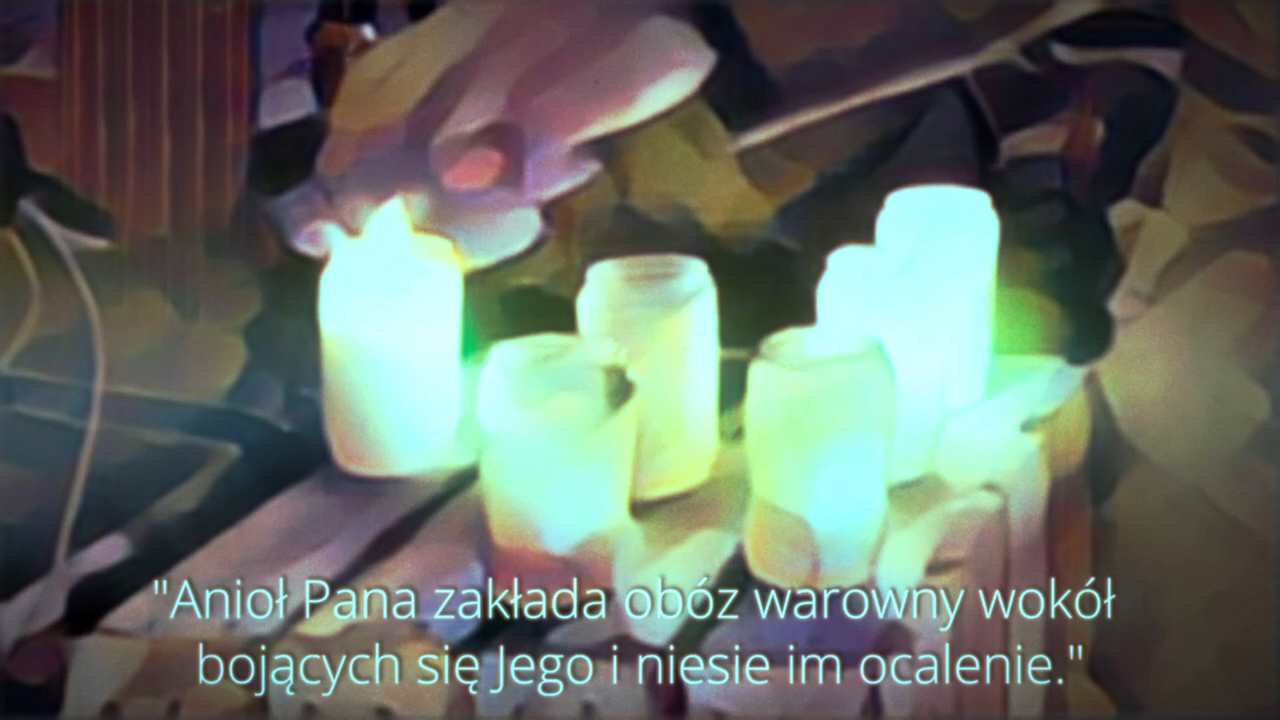 "Anioł Pana zakłada obóz warowny wokół
bojących się Jego i niesie im ocalenie."